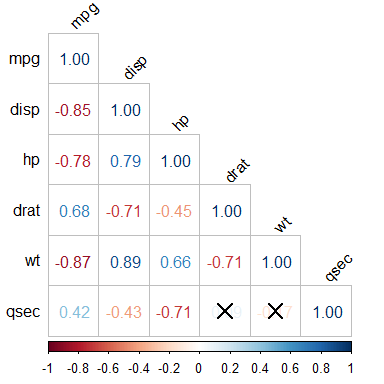 mpg
mpg 1.00
disp
disp -0.85 1.00
hp
hp -0.78 0.79 1.00
drat
drat 0.68 -0.71 -0.45 1.00
wt
wt -0.87 0.89 0.66 -0.71 1.00
qsec
qsec 0.42 -0.43 -0.71 1.00
-1 -0.8 -0.6 -0.4 -0.2 0 0.2 0.4 0.6 0.8 1